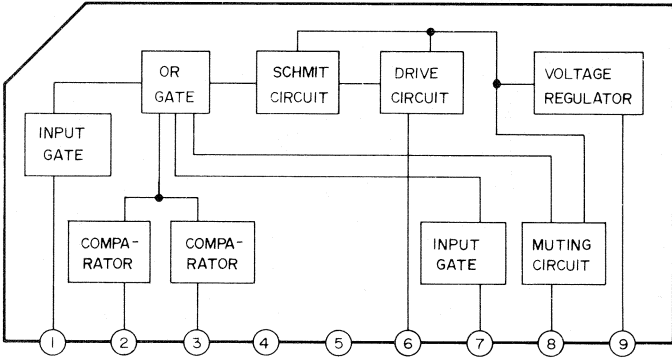 OR
GATE
SCHMIT
CIRCUIT
DRIVE
CIRCUIT
VOLTAGE
REGULATOR
INPUT
GATE
COMPA-
RATOR
COMPA-
RATOR
INPUT
GATE
MUTING
CIRCUIT
1 2 3 4 5 6 7 8 9